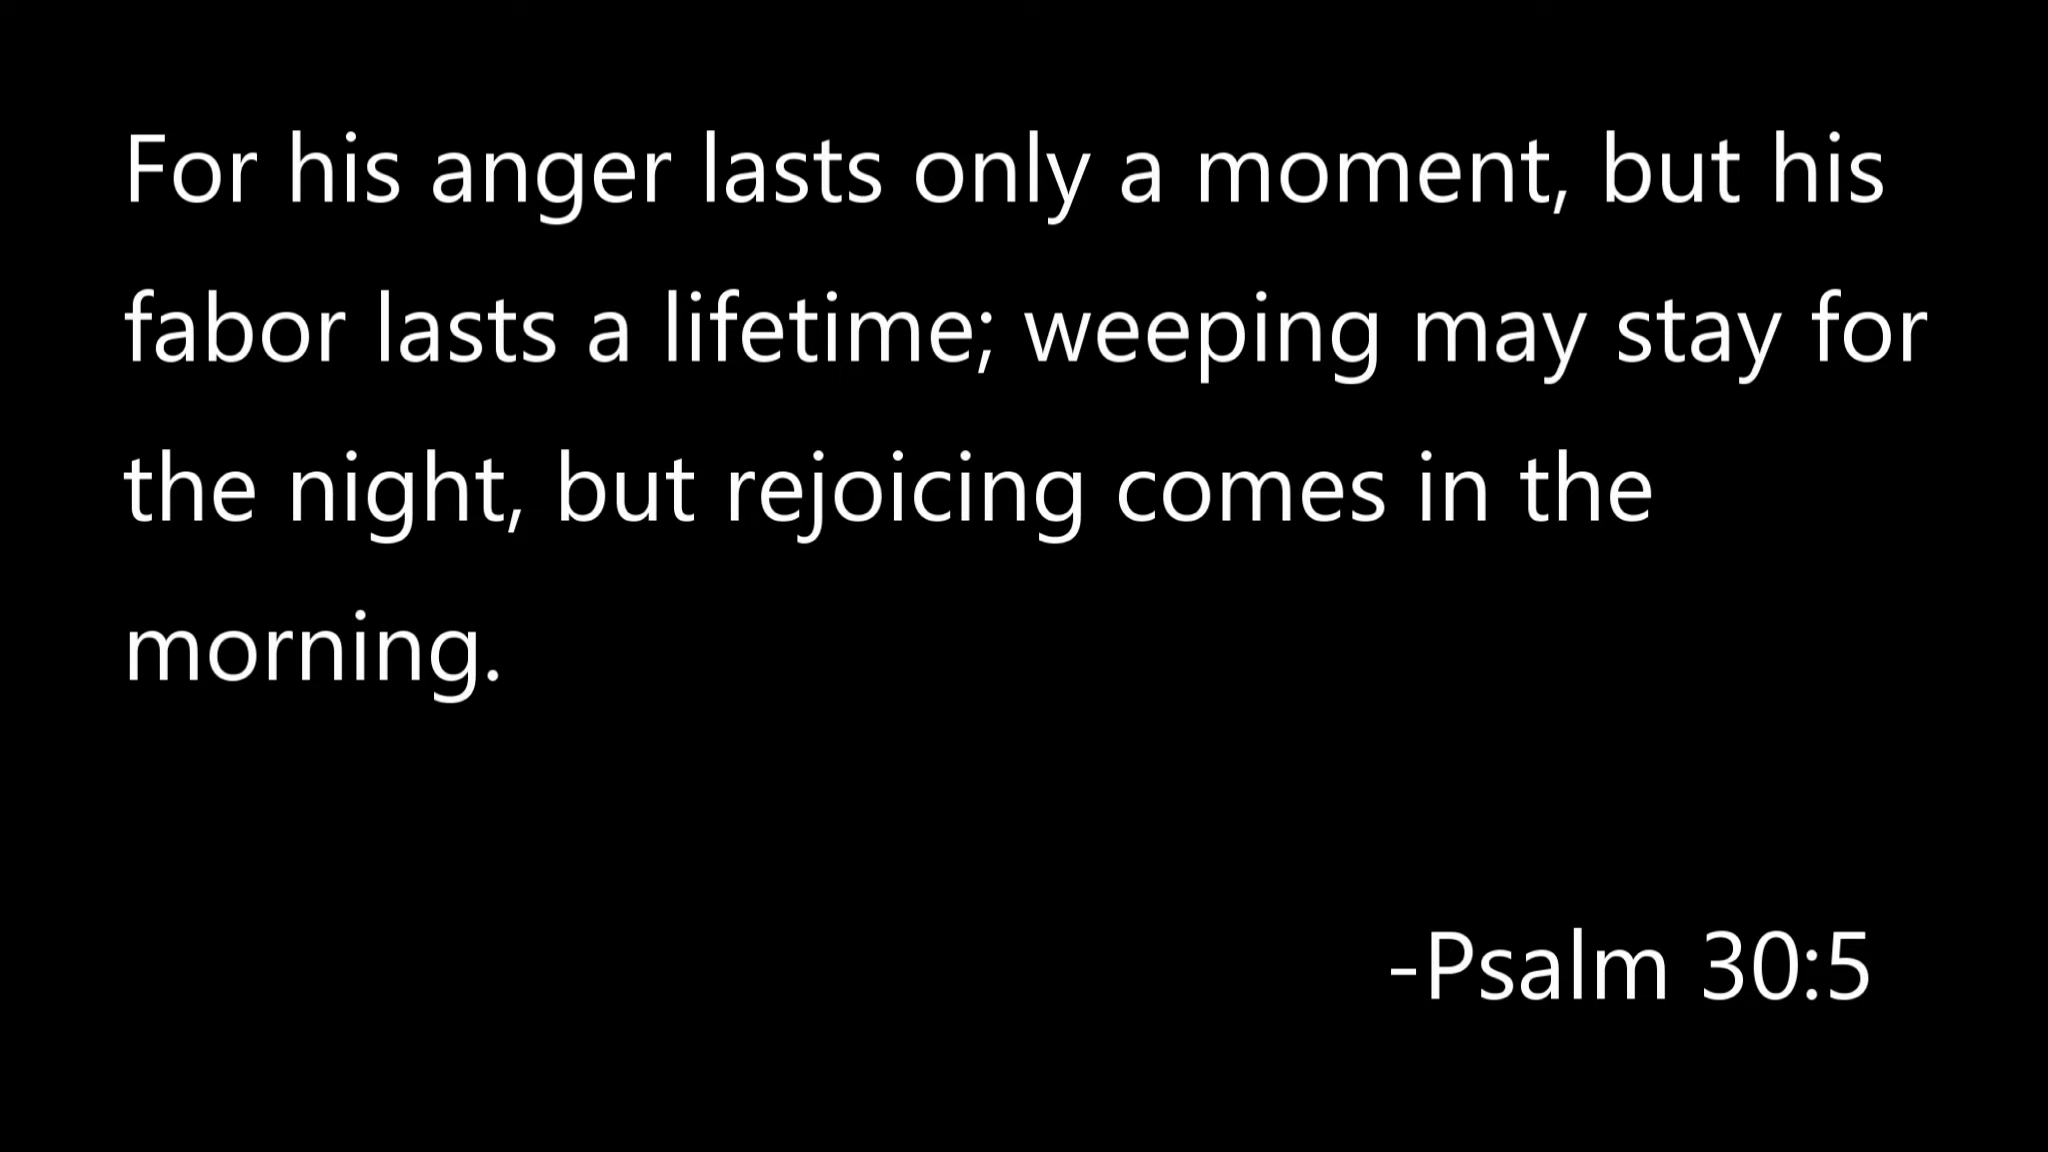 For his anger lasts only a moment, but his
fabor lasts a lifetime; weeping may stay for
the night, but rejoicing comes in the
morning.
-Psalm 30:5